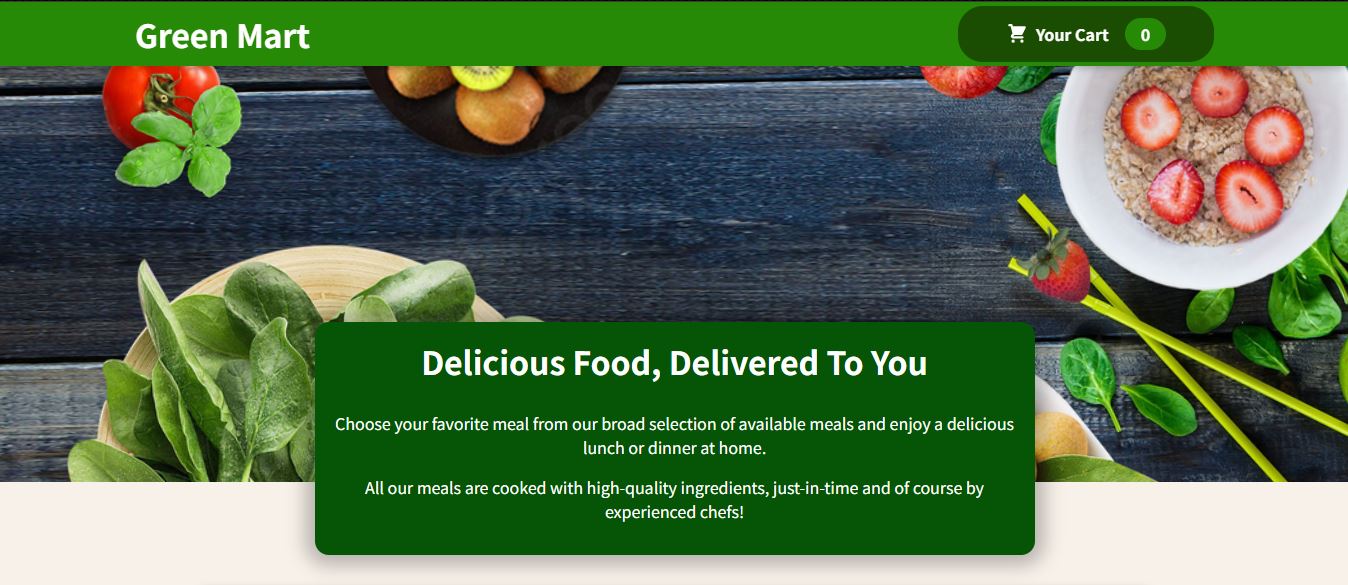 Green Mart
Your Cart 0
Delicious Food, Delivered To You
Choose your favorite meal from our broad selection of available meals and enjoy a delicious
lunch or dinner at home.
All our meals are cooked with high-quality ingredients, just-in-time and of course by
experienced chefs!